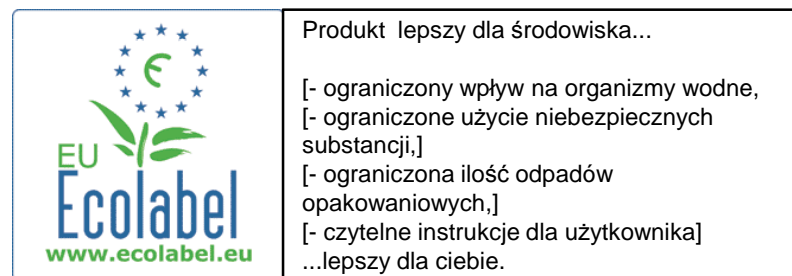 EU
Ecolabel
www.ecolabel.eu
Produkt lepszy dla środowiska...
[- ograniczony wpływ na organizmy wodne,
[- ograniczone użycie niebezpiecznych
substancji,]
[- ograniczona ilość odpadów
opakowaniowych,]
[- czytelne instrukcje dla użytkownika]
...lepszy dla ciebie.